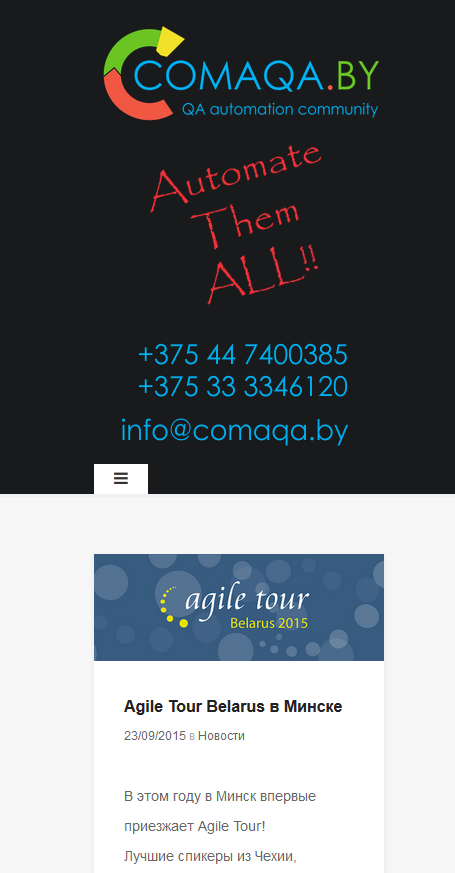 COMAQA.BY
QA automation community
Automate
Them
ALL!!
+375 44 7400385
+375 33 3346120
info@comaqa.by
agile tour
Belarus 2015
Agile Tour Belarus в Минске
23/09/2015 в Новости
В этом году в Минск впервые
приезжает Agile Tour!
Лучшие спикеры из Чехии,